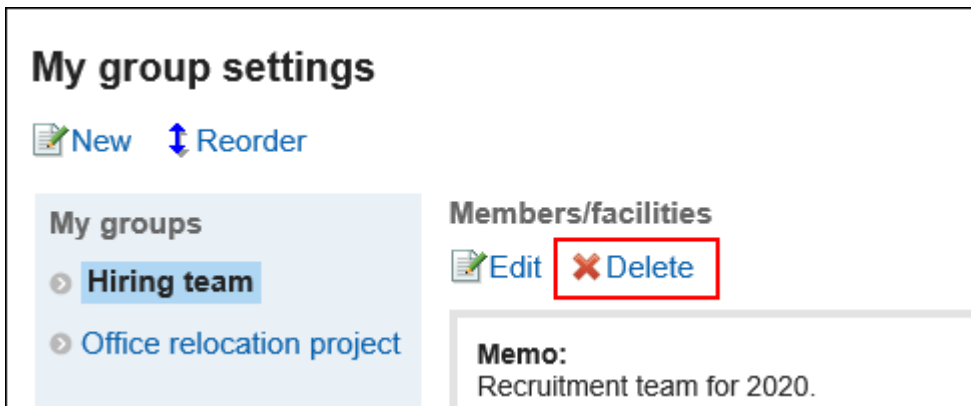 My group settings
New Reorder
My groups
Hiring team
Office relocation project
Members/facilities
Edit Delete
Memo:
Recruitment team for 2020.